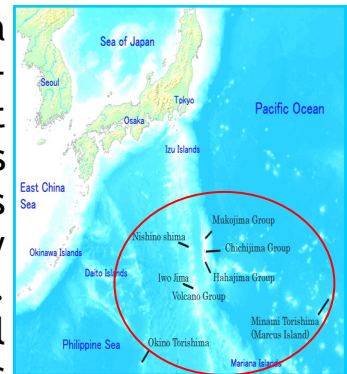 Sea of Japan
Seoul
Tokyo
Pacific Ocean
Osaka
Izu Islands
East China
Sea
Mukojima Group
Nishino shima
Chichijima Group
Okinawa Islands
Daito Islands
Iwo Jima
Hahajima Group
Volcano Group
Minami Torishima
(Marcus Island)
Philippine Sea
Okino Torishima
Mariana Islands